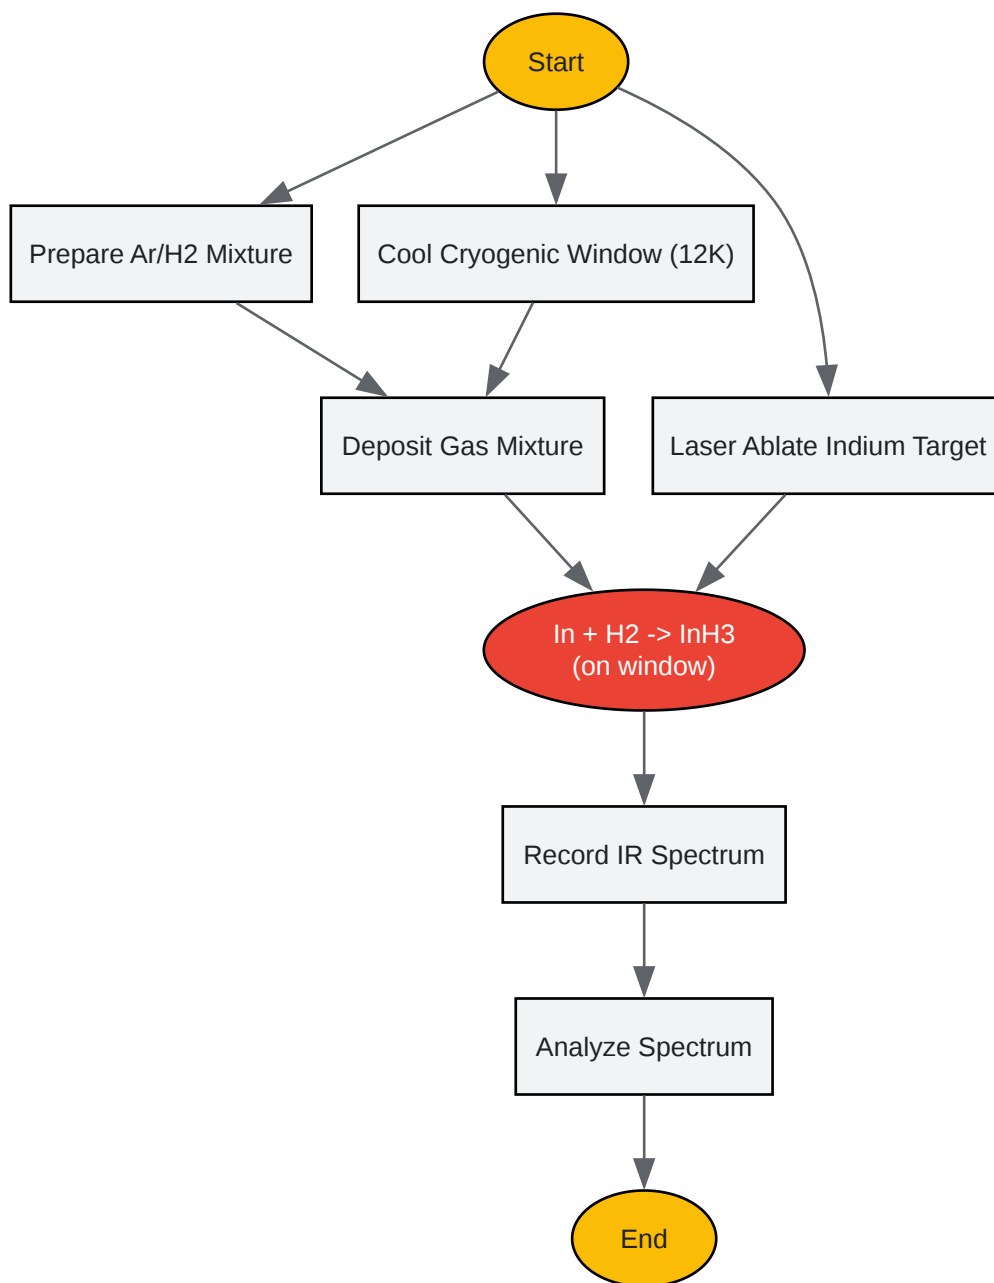 Start
Prepare Ar/H2 Mixture
Cool Cryogenic Window (12K)
Deposit Gas Mixture
Laser Ablate Indium Target
In + H2 -> InH3
(on window)
Record IR Spectrum
Analyze Spectrum
End